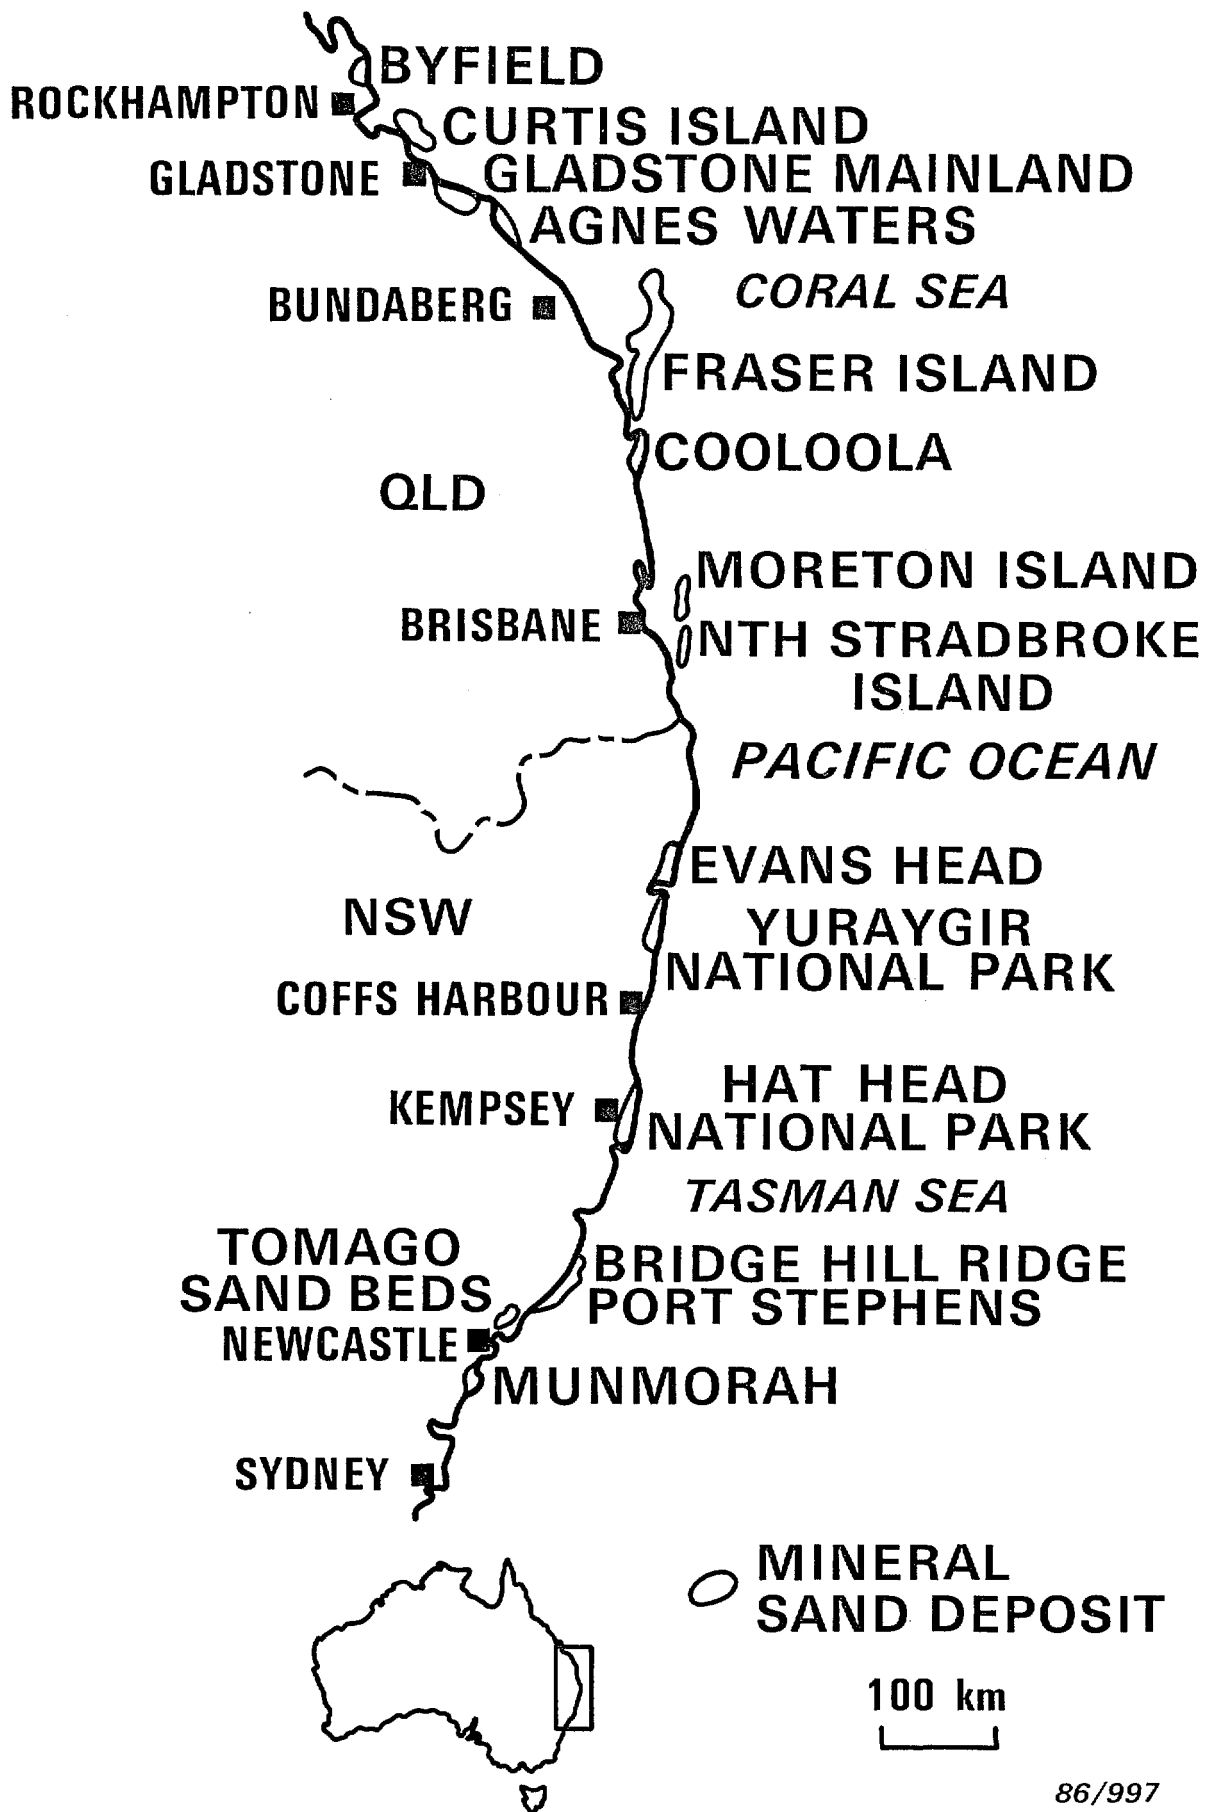 BYFIELD
ROCKHAMPTON
CURTIS ISLAND
GLADSTONE
GLADSTONE MAINLAND
AGNES WATERS
CORAL SEA
BUNDABERG
FRASER ISLAND
COOLOOLA
QLD
MORETON ISLAND
BRISBANE
NTH STRADBROKE
ISLAND
PACIFIC OCEAN
EVANS HEAD
NSW
YURAYGIR
NATIONAL PARK
COFFS HARBOUR
HAT HEAD
NATIONAL PARK
KEMPSEY
TASMAN SEA
TOMAGO
SAND BEDS
BRIDGE HILL RIDGE
PORT STEPHENS
NEWCASTLE
MUNMORAH
SYDNEY
MINERAL
SAND DEPOSIT
100 km
86/997